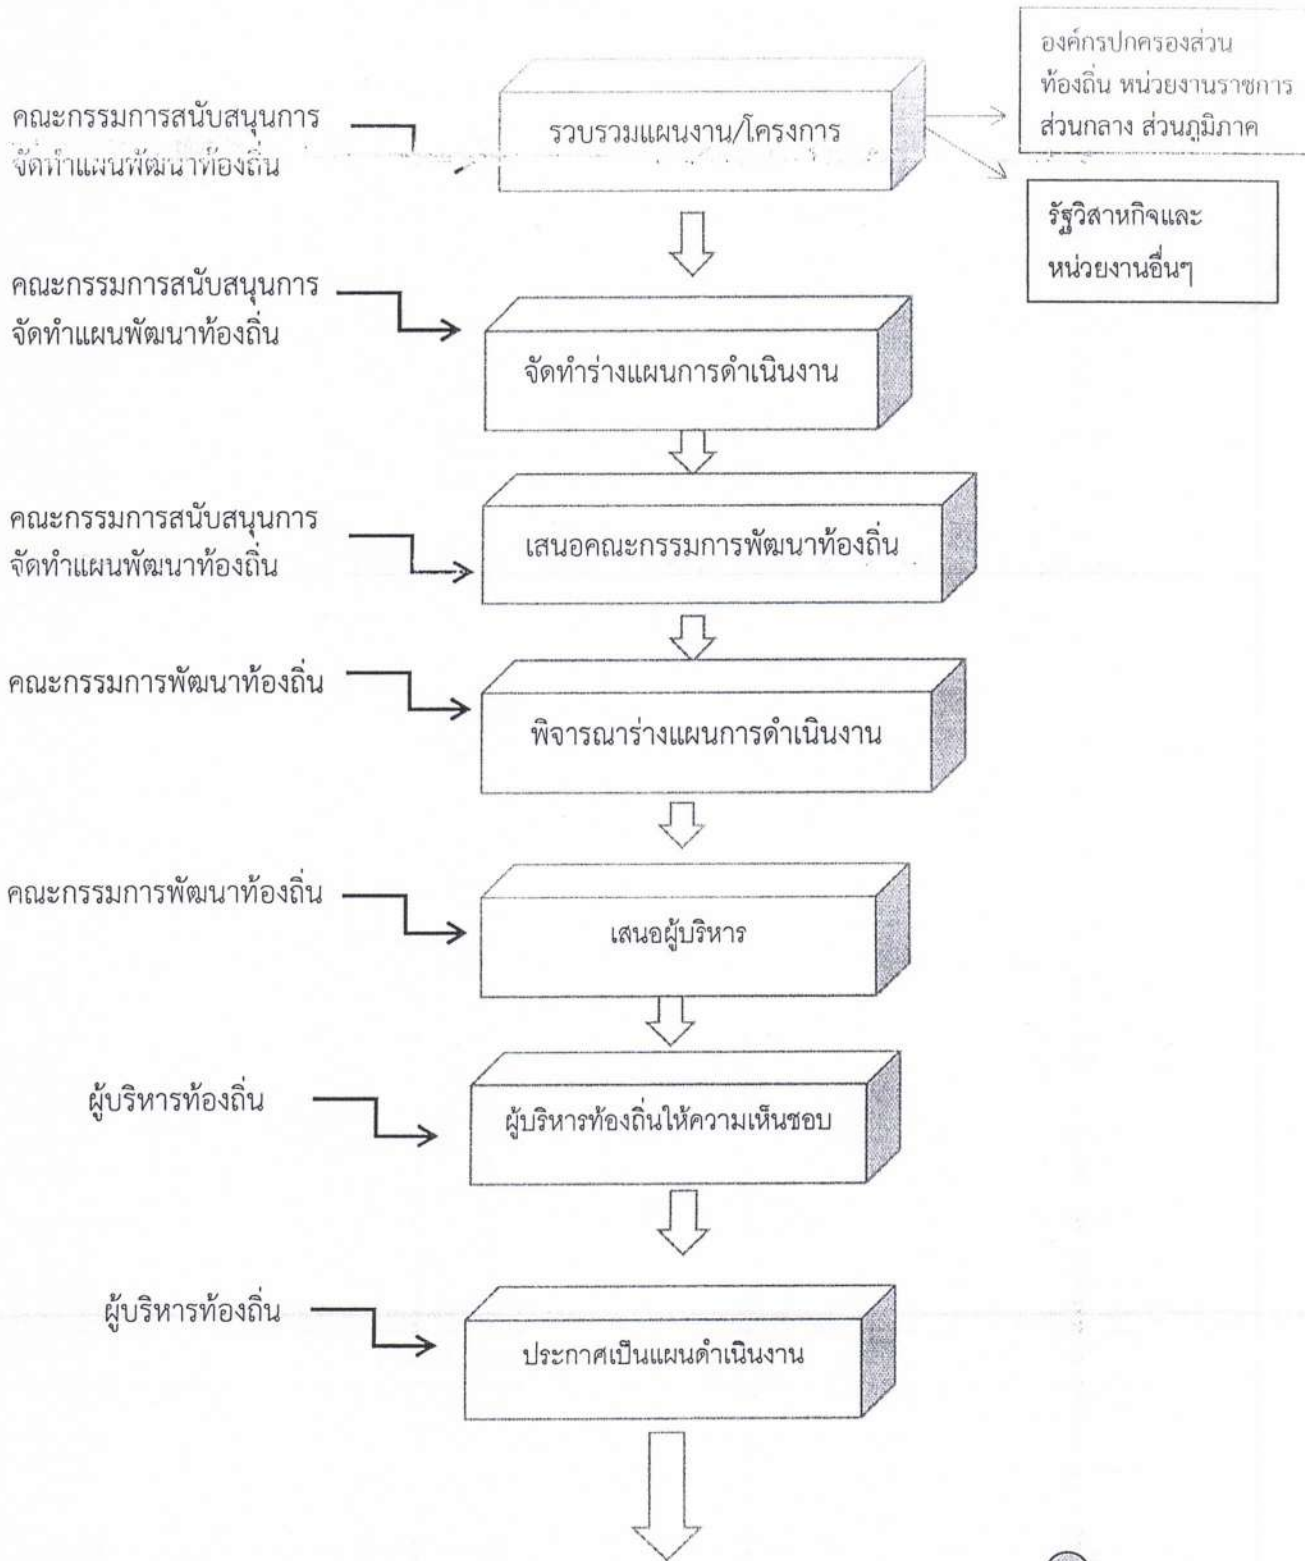 องค์กรปกครองส่วน
ท้องถิ่น หน่วยงานราชการ
ส่วนกลาง ส่วนภูมิภาค
คณะกรรมการสนับสนุนการ
จัดทำแผนพัฒนาท้องถิ่น
รวบรวมแผนงาน/โครงการ
รัฐวิสาหกิจและ
หน่วยงานอื่นๆ
คณะกรรมการสนับสนุนการ
จัดทำแผนพัฒนาท้องถิ่น
จัดทำร่างแผนการดำเนินงาน
คณะกรรมการสนับสนุนการ
จัดทำแผนพัฒนาท้องถิ่น
เสนอคณะกรรมการพัฒนาท้องถิ่น
คณะกรรมการพัฒนาท้องถิ่น
พิจารณาร่างแผนการดำเนินงาน
คณะกรรมการพัฒนาท้องถิ่น
เสนอผู้บริหาร
ผู้บริหารท้องถิ่น
ผู้บริหารท้องถิ่นให้ความเห็นชอบ
ผู้บริหารท้องถิ่น
ประกาศเป็นแผนดำเนินงาน